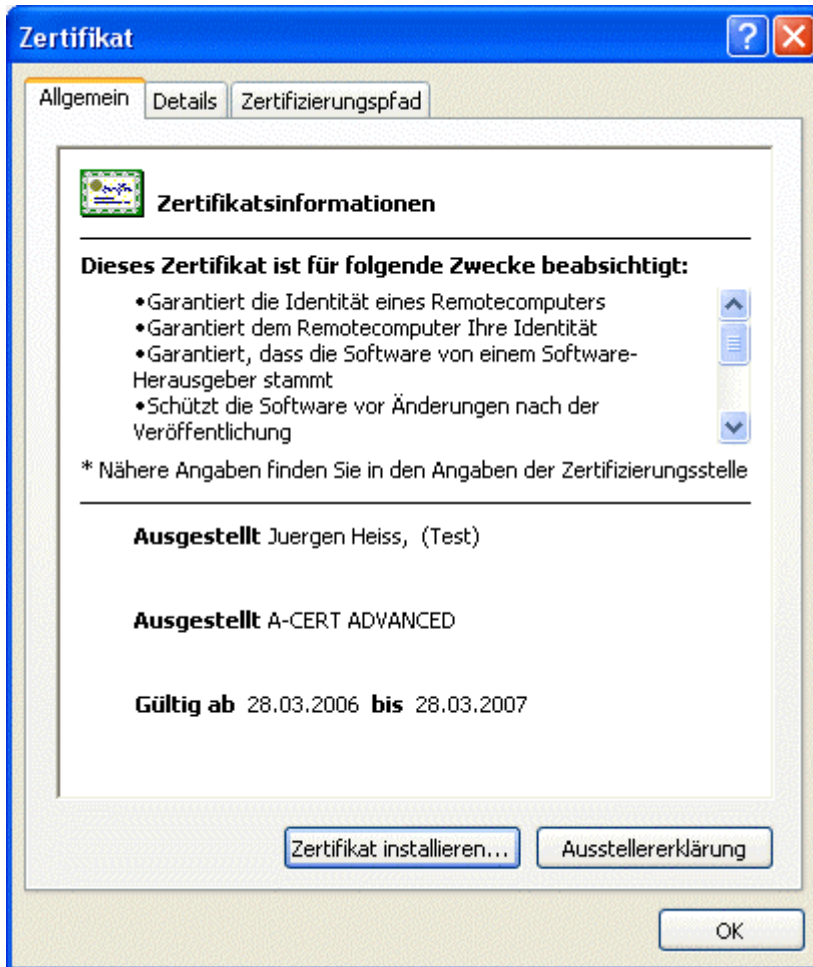 Zertifikat
Allgemein Details Zertifizierungspfad
Zertifikatsinformationen
Dieses Zertifikat ist für folgende Zwecke beabsichtigt:
•Garantiert die Identität eines Remotecomputers
•Garantiert dem Remotecomputer Ihre Identität
•Garantiert, dass die Software von einem Software-
Herausgeber stammt
•Schützt die Software vor Änderungen nach der
Veröffentlichung
* Nähere Angaben finden Sie in den Angaben der Zertifizierungsstelle
Ausgestellt Juergen Heiss, (Test)
Ausgestellt A-CERT ADVANCED
Gültig ab 28.03.2006 bis 28.03.2007
Zertifikat installieren... Ausstellererklärung
OK